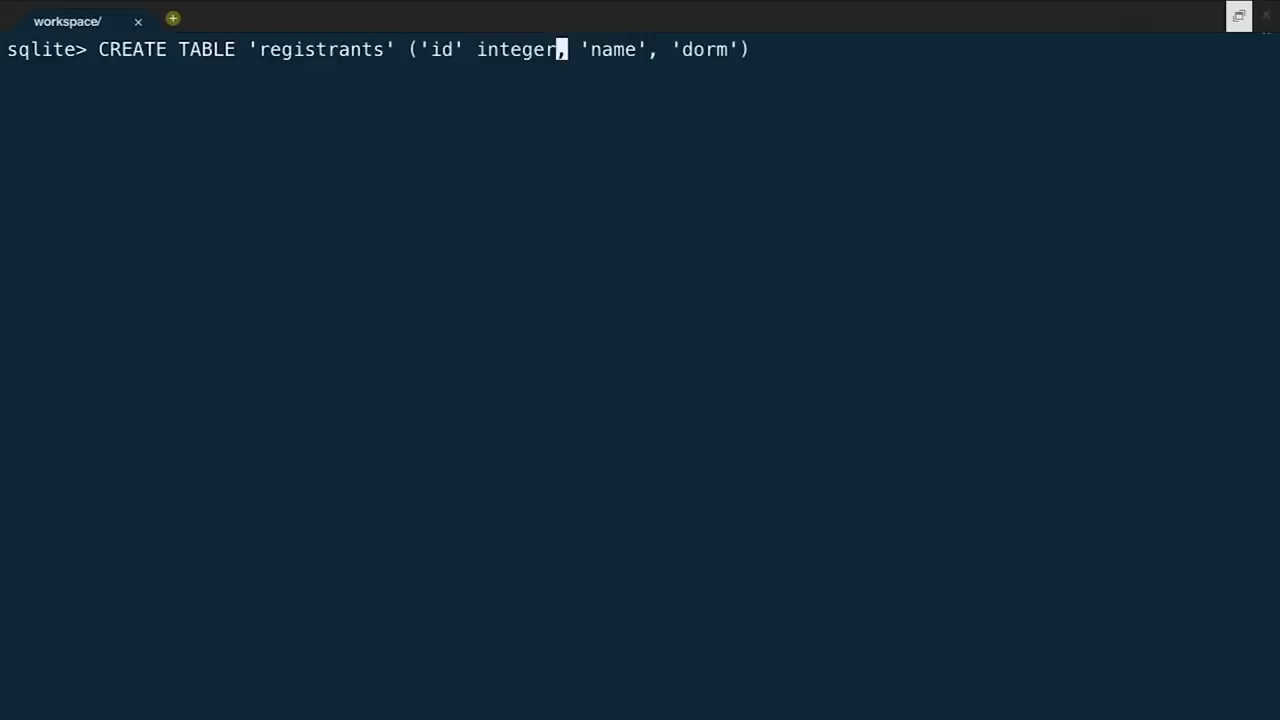 workspace/
sqlite> CREATE TABLE 'registrants' ('id' integer, 'name', 'dorm')